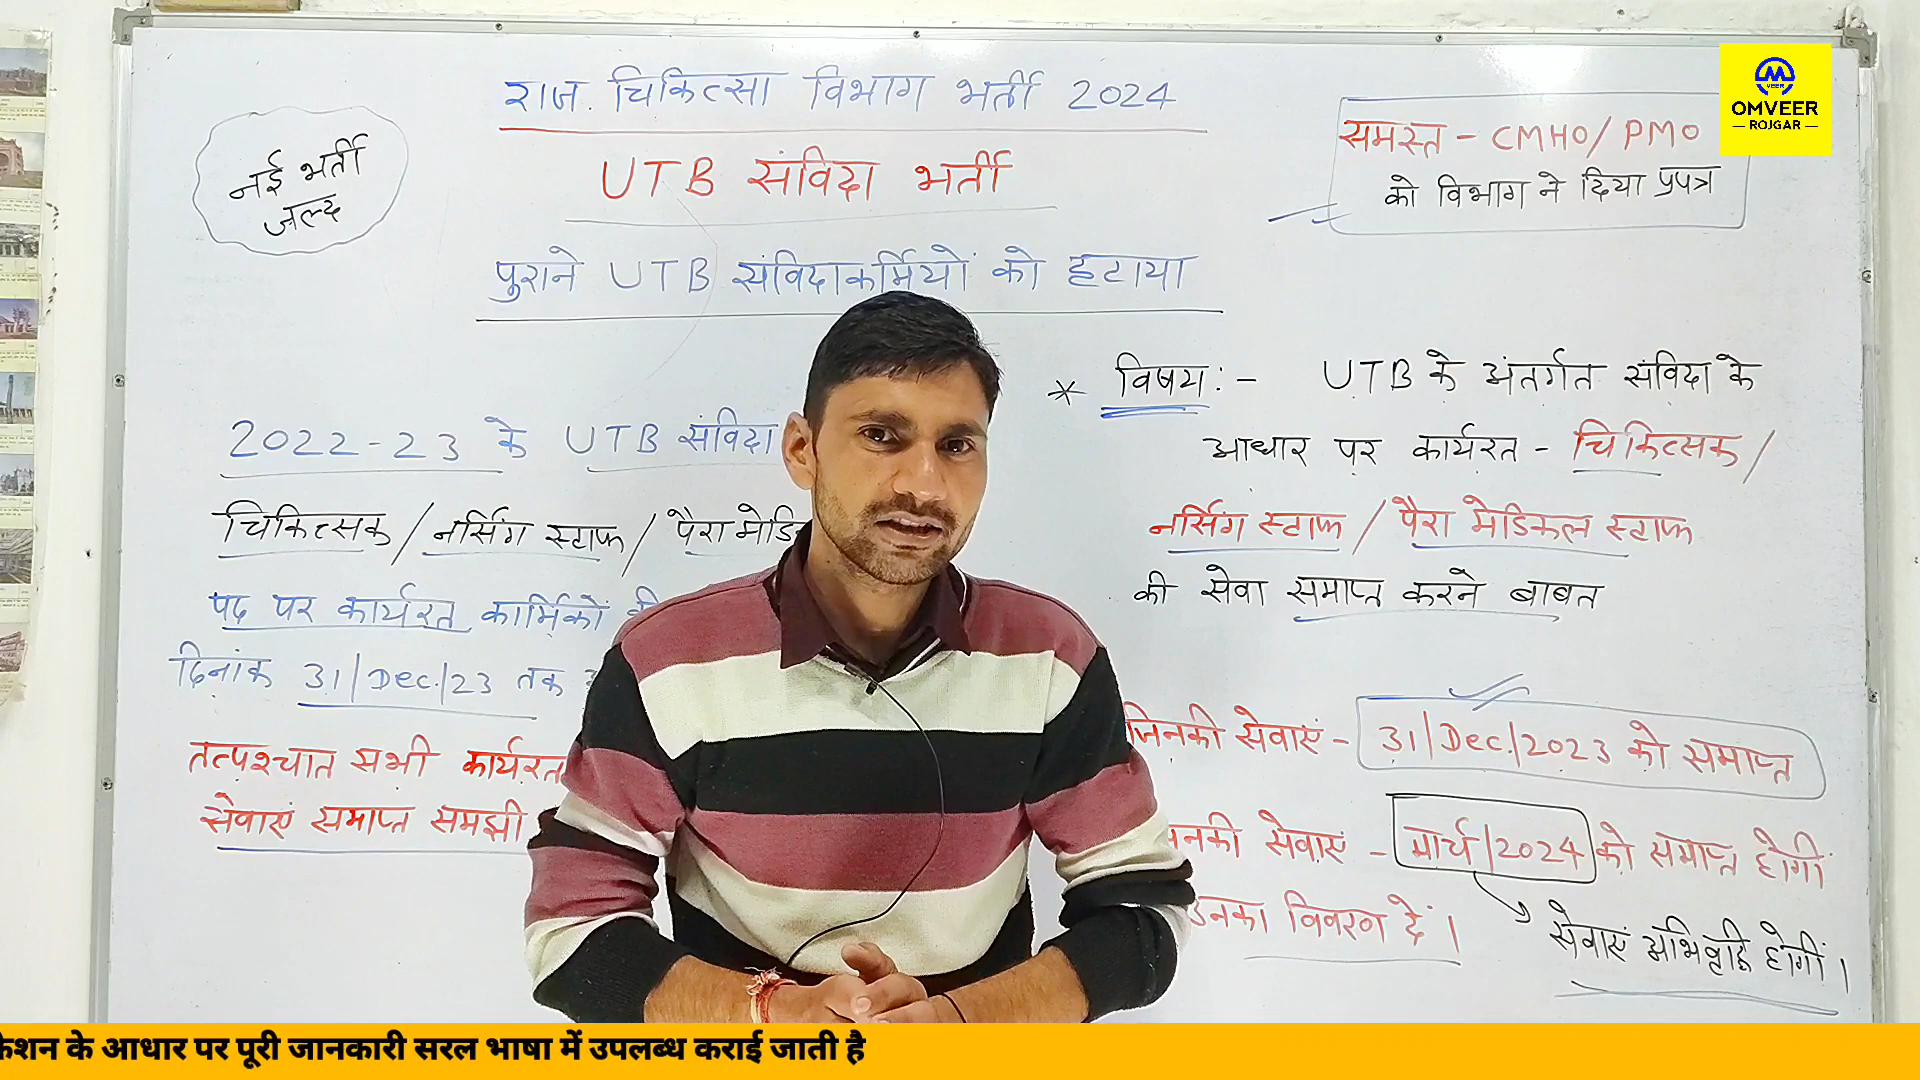 राज. चिकित्सा विभाग भर्ती 2024
UTB संविदा भर्ती
पुराने UTB संविदाकर्मियों को हटाया
नई भर्ती
जल्द
समस्त - CMHO/PMO
को विभाग ने दिया प्रपत्र
VEER
OMVEER
ROJGAR
2022-23 के UTB संविदा
चिकित्सक/नर्सिंग स्टाफ/पैरा मेडि
पद पर कार्यरत कार्मिकों
दिनांक 31/Dec./23 तक
तत्पश्चात सभी कार्यरत
सेवाएं समाप्त समझी
* विषय:- UTB के अंतर्गत संविदा के
आधार पर कार्यरत - चिकित्सक/
नर्सिंग स्टाफ/पैरा मेडिकल स्टाफ
की सेवा समाप्त करने बाबत
जिनकी सेवाएं - 31/Dec./2023 को समाप्त
नकी सेवाएं - मार्च/2024 को समाप्त होगी
उनका विवरण दें।
सेवाएं अभिवृद्धि होगीं।
केशन के आधार पर पूरी जानकारी सरल भाषा में उपलब्ध कराई जाती है